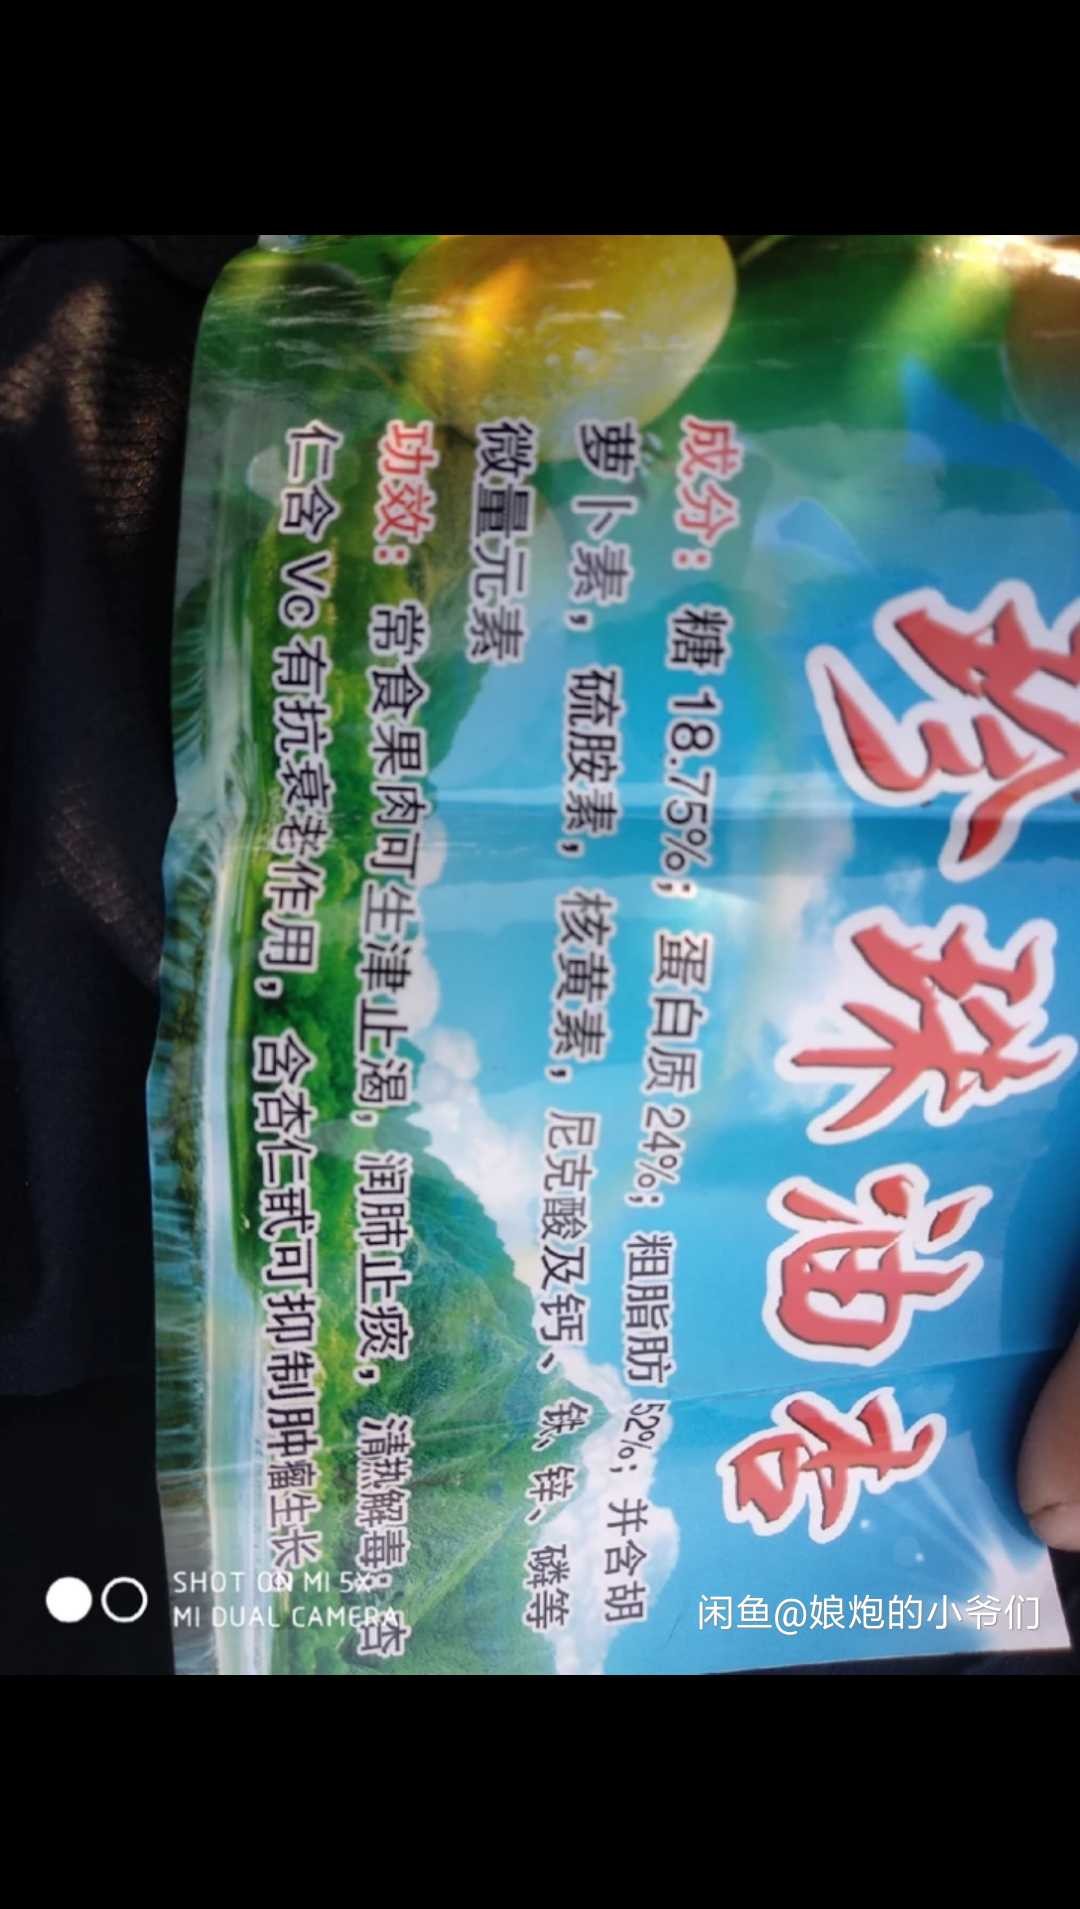 珍珠油杏
成分：糖 18.75%；蛋白质 24%；粗脂肪 52%；并含胡
萝卜素，硫胺素，核黄素，尼克酸及钙、铁、锌、磷等
微量元素
功效：常食果肉可生津止渴，润肺止痰，清热解毒；杏
仁含 Vc 有抗衰老作用，含杏仁甙可抑制肿瘤生长
SHOT ON MI 5X
MI DUAL CAMERA
闲鱼@娘炮的小爷们